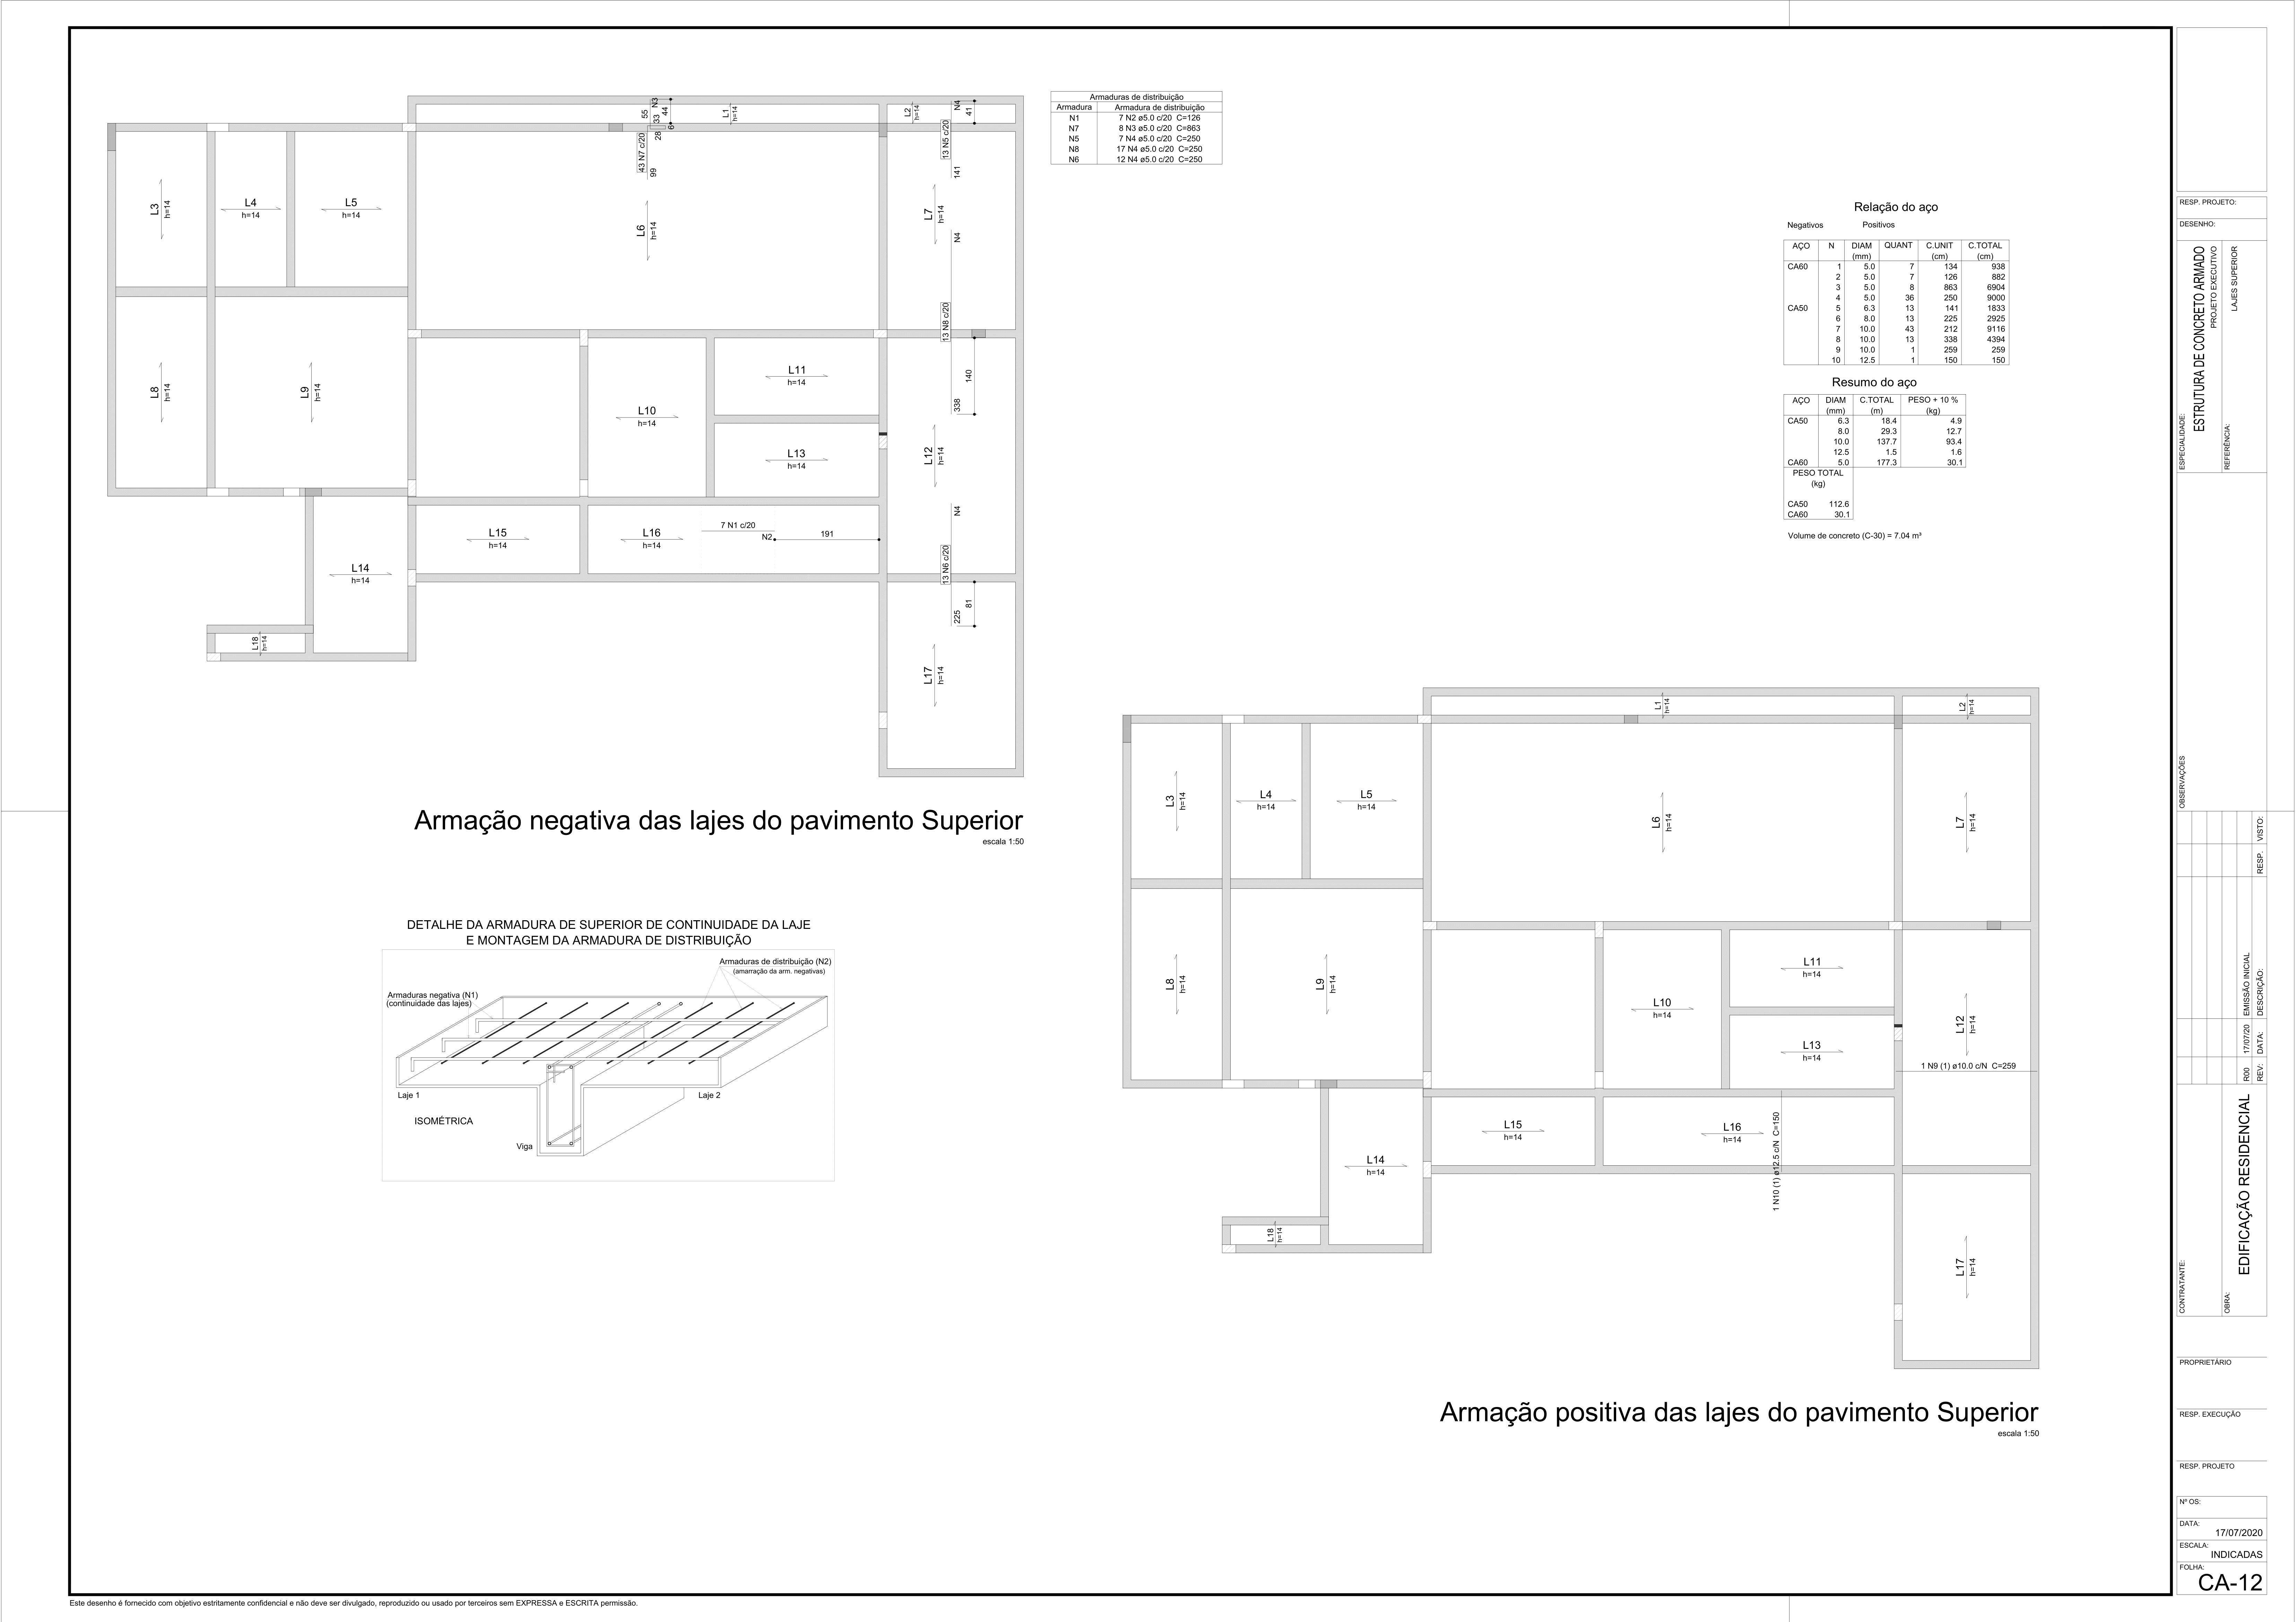 55
N3
33
44
6
28
43 N7 c/20
99
L1
h=14
L2
h=14
N4
41
13 N5 c/20
141
L3
h=14
L4
h=14
L5
h=14
L6
h=14
L7
h=14
N4
13 N8 c/20
140
338
L8
h=14
L9
h=14
L10
h=14
L11
h=14
L13
h=14
L12
h=14
N4
13 N6 c/20
81
225
L15
h=14
L16
h=14
7 N1 c/20
N2
191
L14
h=14
L18
h=14
L17
h=14
Armação negativa das lajes do pavimento Superior
escala 1:50
Armaduras de distribuição
Armadura Armadura de distribuição
N1 7 N2 ø5.0 c/20 C=126
N7 8 N3 ø5.0 c/20 C=863
N5 7 N4 ø5.0 c/20 C=250
N8 17 N4 ø5.0 c/20 C=250
N6 12 N4 ø5.0 c/20 C=250
Relação do aço
Negativos Positivos
AÇO N DIAM QUANT C.UNIT C.TOTAL
(mm) (cm) (cm)
CA60 1 5.0 7 134 938
2 5.0 7 126 882
3 5.0 8 863 6904
4 5.0 36 250 9000
CA50 5 6.3 13 141 1833
6 8.0 13 225 2925
7 10.0 43 212 9116
8 10.0 13 338 4394
9 10.0 1 259 259
10 12.5 1 150 150
Resumo do aço
AÇO DIAM C.TOTAL PESO + 10 %
(mm) (m) (kg)
CA50 6.3 18.4 4.9
8.0 29.3 12.7
10.0 137.7 93.4
12.5 1.5 1.6
CA60 5.0 177.3 30.1
PESO TOTAL
(kg)
CA50 112.6
CA60 30.1
Volume de concreto (C-30) = 7.04 m³
DETALHE DA ARMADURA DE SUPERIOR DE CONTINUIDADE DA LAJE
E MONTAGEM DA ARMADURA DE DISTRIBUIÇÃO
Armaduras de distribuição (N2)
(amarração da arm. negativas)
Armaduras negativa (N1)
(continuidade das lajes)
Laje 1
Laje 2
ISOMÉTRICA
Viga
L1
h=14
L2
h=14
L3
h=14
L4
h=14
L5
h=14
L6
h=14
L7
h=14
L8
h=14
L9
h=14
L10
h=14
L11
h=14
L13
h=14
L12
h=14
1 N9 (1) ø10.0 c/N C=259
L15
h=14
L16
h=14
1 N10 (1) ø12.5 c/N C=150
L14
h=14
L18
h=14
L17
h=14
Armação positiva das lajes do pavimento Superior
escala 1:50
RESP. PROJETO:
DESENHO:
ESPECIALIDADE:
ESTRUTURA DE CONCRETO ARMADO
PROJETO EXECUTIVO
REFERÊNCIA:
LAJES SUPERIOR
OBSERVAÇÕES
R00 17/07/20 EMISSÃO INICIAL
REV: DATA: DESCRIÇÃO: RESP. VISTO:
CONTRATANTE:
OBRA:
EDIFICAÇÃO RESIDENCIAL
PROPRIETÁRIO
RESP. EXECUÇÃO
RESP. PROJETO
Nº OS:
DATA:
17/07/2020
ESCALA:
INDICADAS
FOLHA:
CA-12
Este desenho é fornecido com objetivo estritamente confidencial e não deve ser divulgado, reproduzido ou usado por terceiros sem EXPRESSA e ESCRITA permissão.